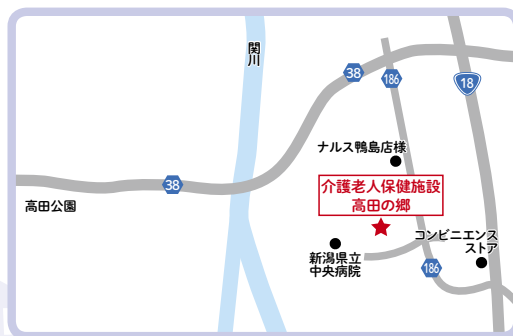 関川
38
186
18
ナルス鴨島店様
38
介護老人保健施設
高田の郷
高田公園
コンビニエンス
ストア
新潟県立
中央病院
186